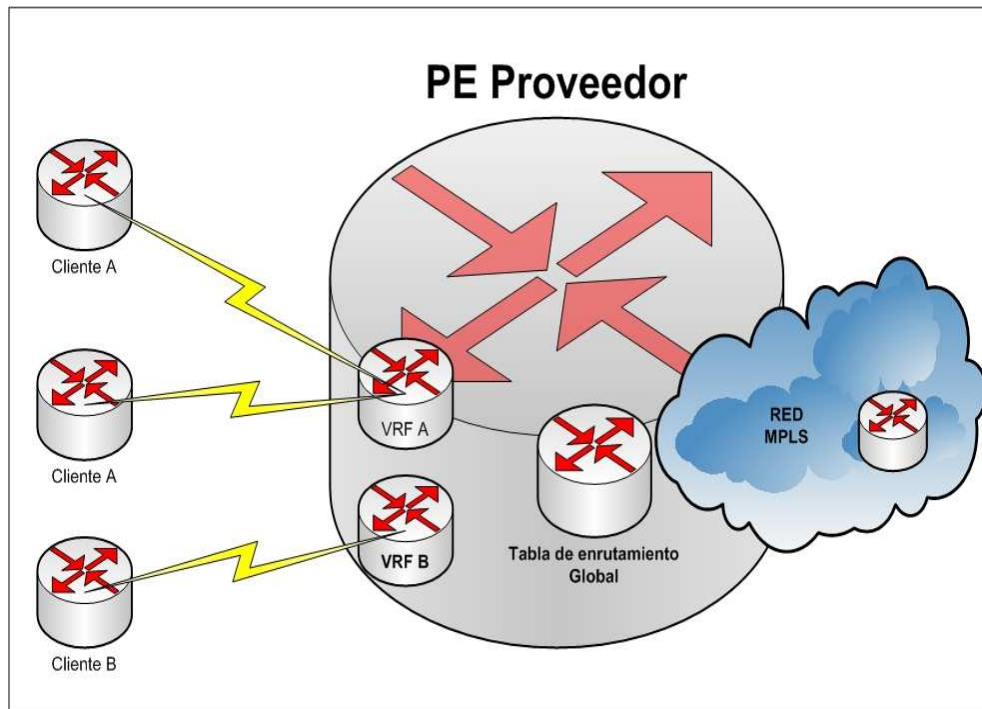 PE Proveedor
Cliente A
VRF A
RED
MPLS
Cliente A
VRF B
Tabla de enrutamiento
Global
Cliente B